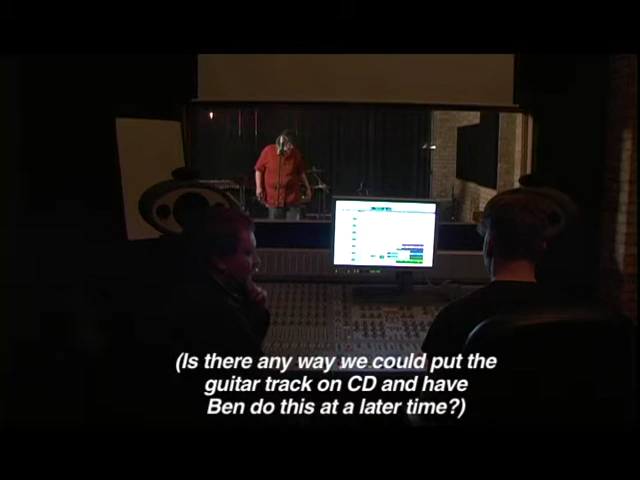 (Is there any way we could put the
guitar track on CD and have
Ben do this at a later time?)